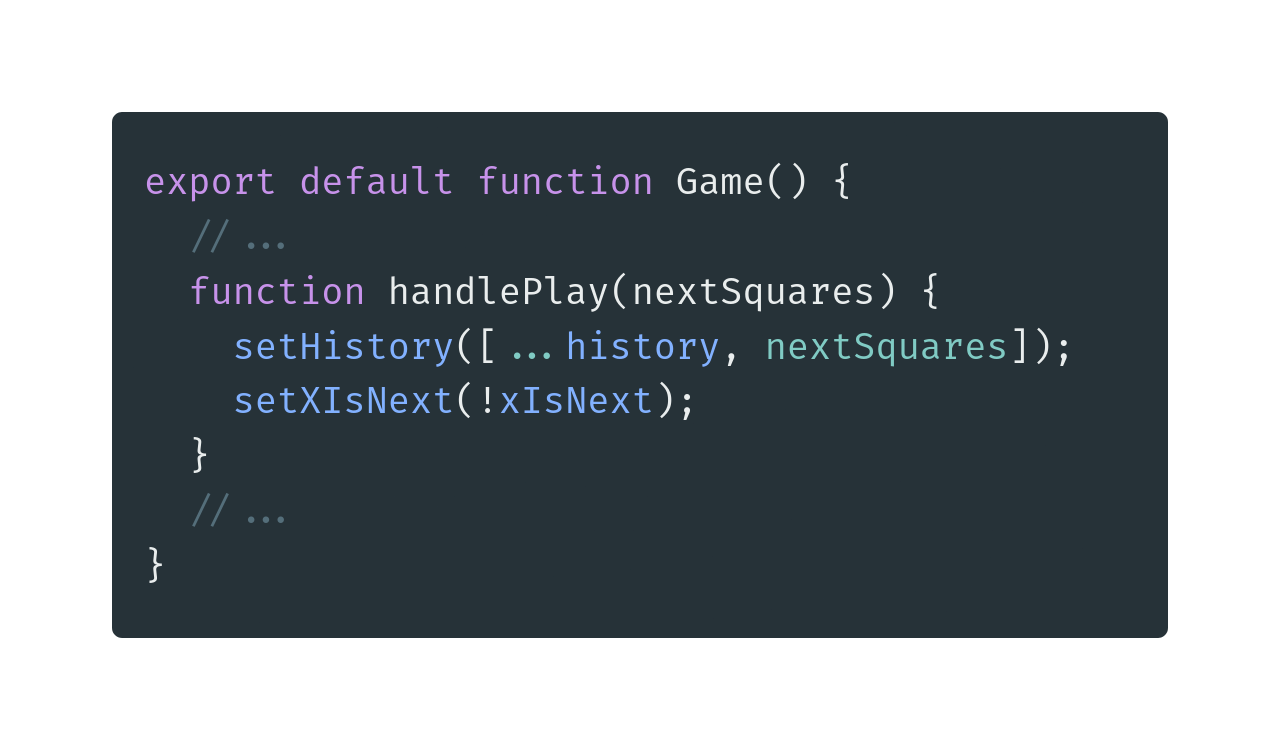 export default function Game() {
  //...
  function handlePlay(nextSquares) {
    setHistory([...history, nextSquares]);
    setXIsNext(!xIsNext);
  }
  //...
}